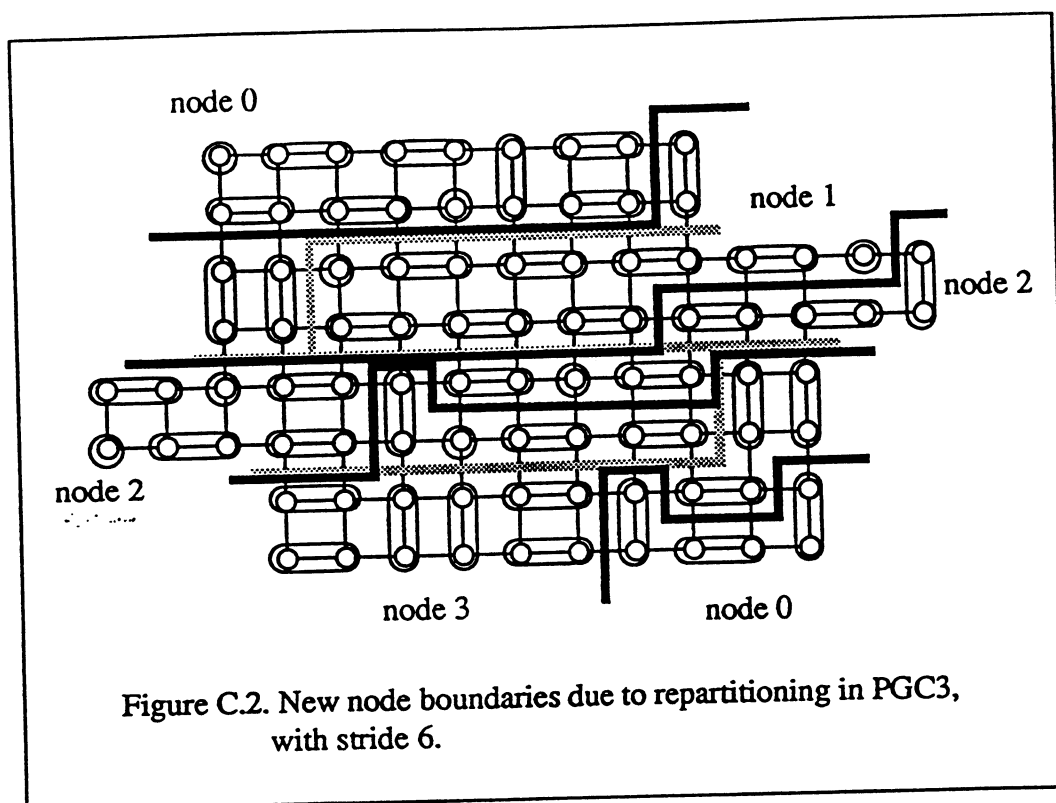 node 0
node 1
node 2
node 2
node 3
node 0
Figure C.2. New node boundaries due to repartitioning in PGC3,
with stride 6.